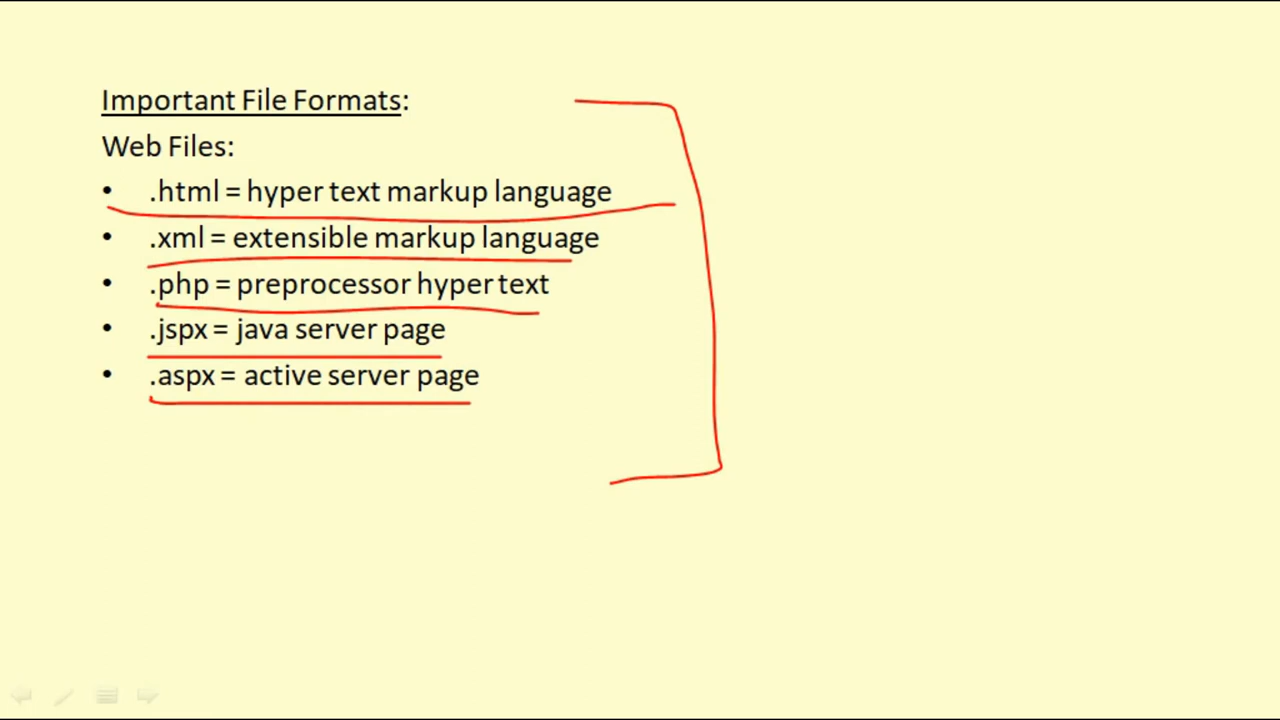 Important File Formats:
Web Files:
• .html = hyper text markup language
• .xml = extensible markup language
• .php = preprocessor hyper text
• .jspx = java server page
• .aspx = active server page